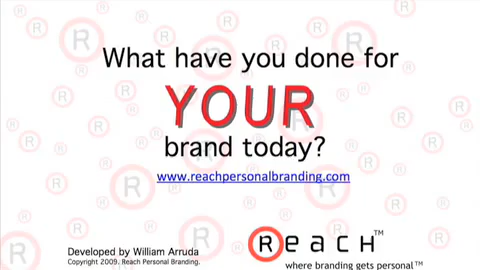 What have you done for
YOUR
brand today?
www.reachpersonalbranding.com
Developed by William Arruda
Copyright 2009. Reach Personal Branding.
ReacH™
where branding gets personal™